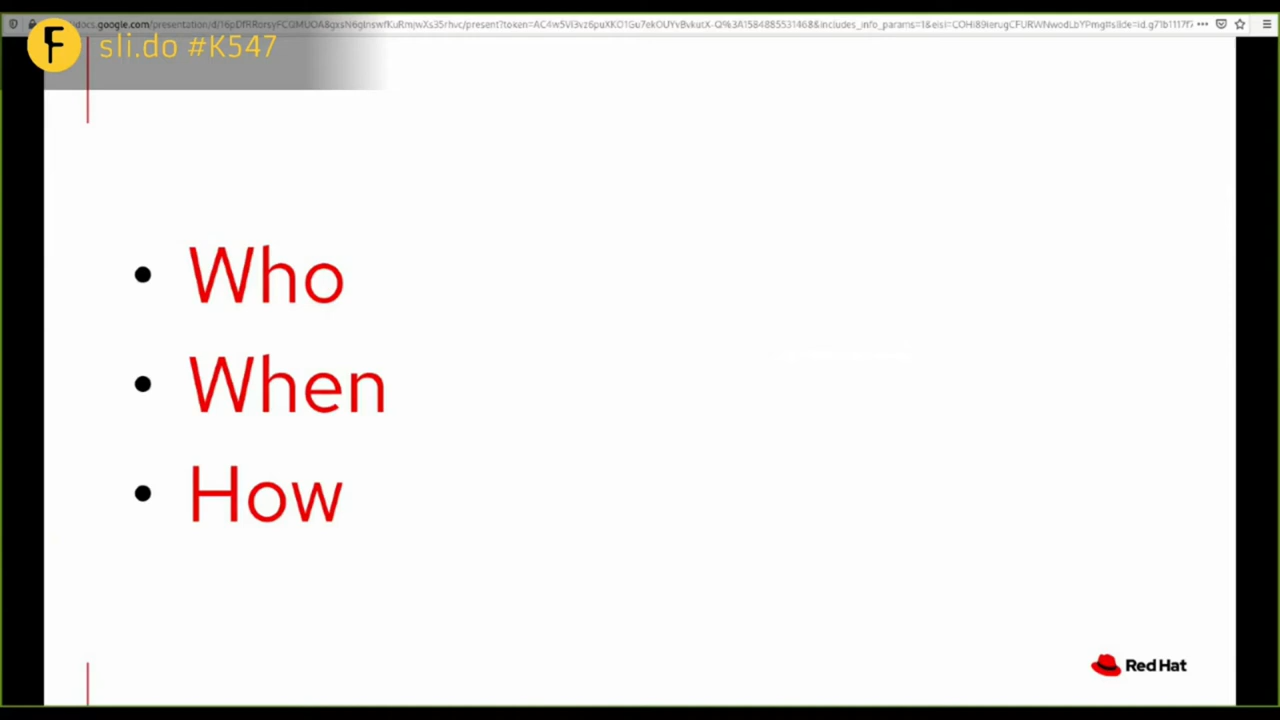 sli.do #K547
• Who
• When
• How
Red Hat